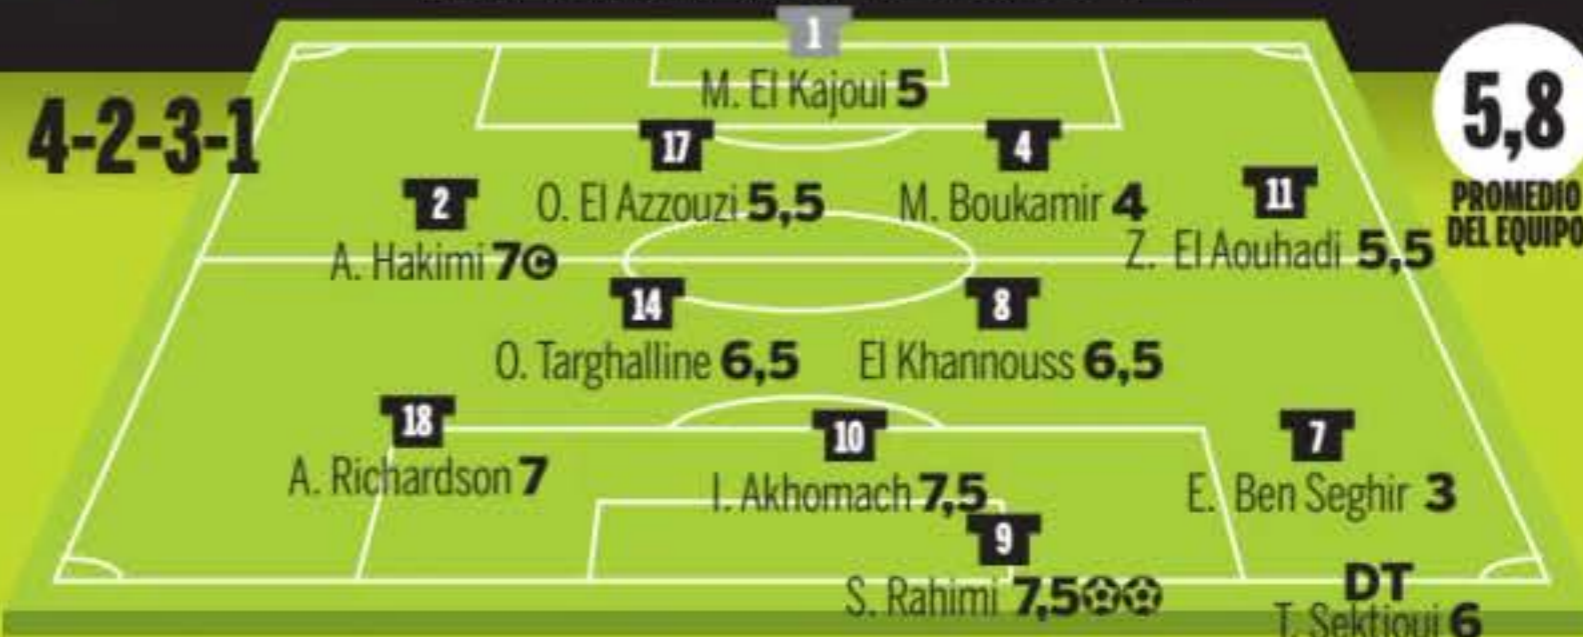 1
M. El Kajoui 5
4-2-3-1
5,8
PROMEDIO
DEL EQUIPO
17
O. El Azzouzi 5,5
4
M. Boukamir 4
2
A. Hakimi 7 C
11
Z. El Aouhadi 5,5
14
O. Targhalline 6,5
8
El Khannouss 6,5
18
A. Richardson 7
10
I. Akhomach 7,5
7
E. Ben Seghir 3
9
S. Rahimi 7,5
DT
T. Sektioui 6